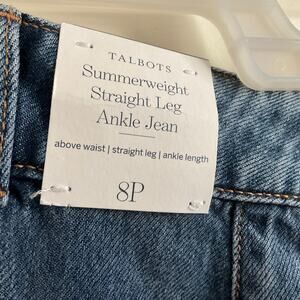 TALBOTS
Summerweight
Straight Leg
Ankle Jean
above waist | straight leg | ankle length
8P